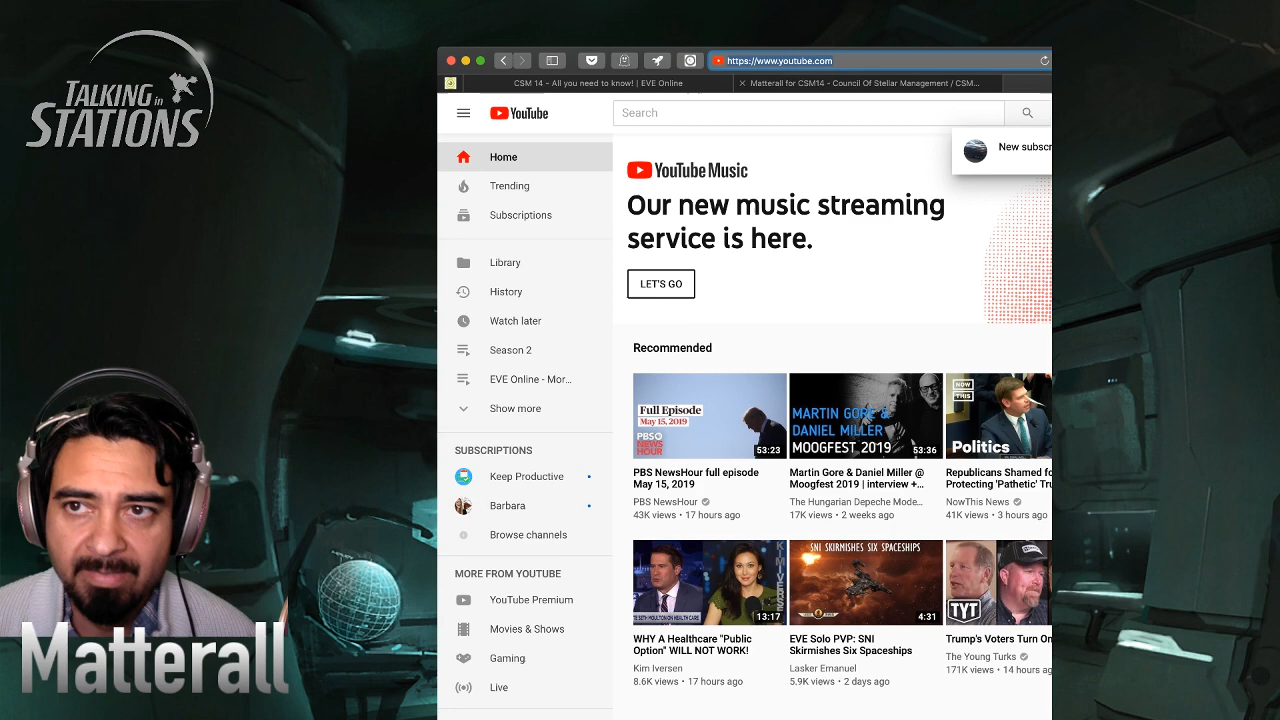 TALKING in
STATIONS
https://www.youtube.com
CSM 14 - All you need to know! | EVE Online
Matterall for CSM14 - Council Of Stellar Management / CSM...
YouTube
Search
New subscr
Home
Trending
Subscriptions
Library
History
Watch later
Season 2
EVE Online - Mor...
Show more
SUBSCRIPTIONS
Keep Productive
Barbara
Browse channels
MORE FROM YOUTUBE
YouTube Premium
Movies & Shows
Gaming
Live
YouTube Music
Our new music streaming
service is here.
LET'S GO
Recommended
Full Episode
May 15, 2019
PBS
NEWS
HOUR
53:23
PBS NewsHour full episode
May 15, 2019
PBS NewsHour
43K views • 17 hours ago
MARTIN GORE &
DANIEL MILLER
MOOGFEST 2019
53:36
Martin Gore & Daniel Miller @
Moogfest 2019 | interview +...
The Hungarian Depeche Mode...
17K views • 2 weeks ago
NOW
THIS
Politics
Republicans Shamed fo
Protecting 'Pathetic' Tru
NowThis News
41K views • 3 hours ago
KIM IVERSEN
SETH MOULTON ON HEALTH CARE
13:17
WHY A Healthcare "Public
Option" WILL NOT WORK!
Kim Iversen
8.6K views • 17 hours ago
SNI SKIRMISHES SIX SPACESHIPS
4:31
EVE Solo PVP: SNI
Skirmishes Six Spaceships
Lasker Emanuel
5.9K views • 2 days ago
TYT
Trump's Voters Turn On
The Young Turks
171K views • 14 hours ag
Matterall